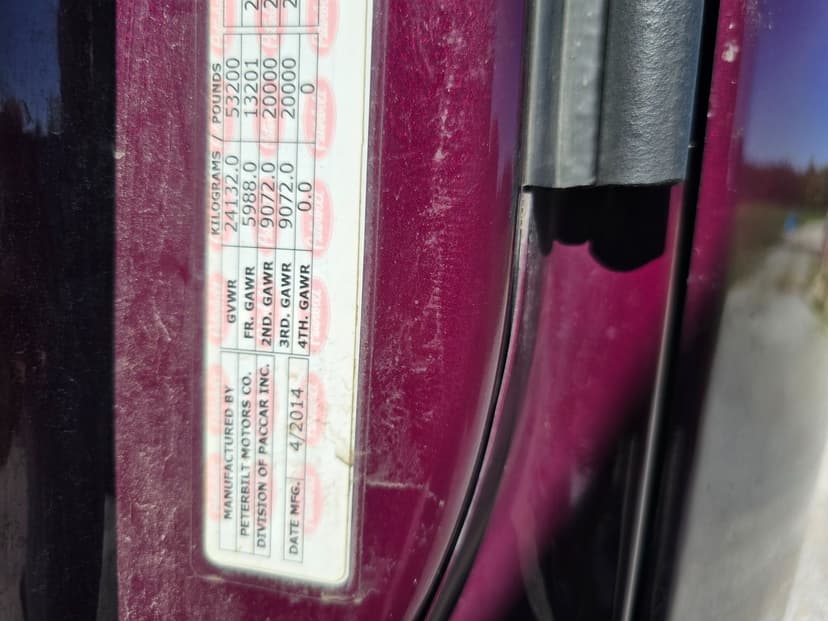 MANUFACTURED BY
PETERBILT MOTORS CO.
DIVISION OF PACCAR INC.
DATE MFG. 4/2014
KILOGRAMS / POUNDS
GVWR 24132.0 53200
FR. GAWR 5988.0 13201
2ND. GAWR 9072.0 20000
3RD. GAWR 9072.0 20000
4TH. GAWR 0.0 0